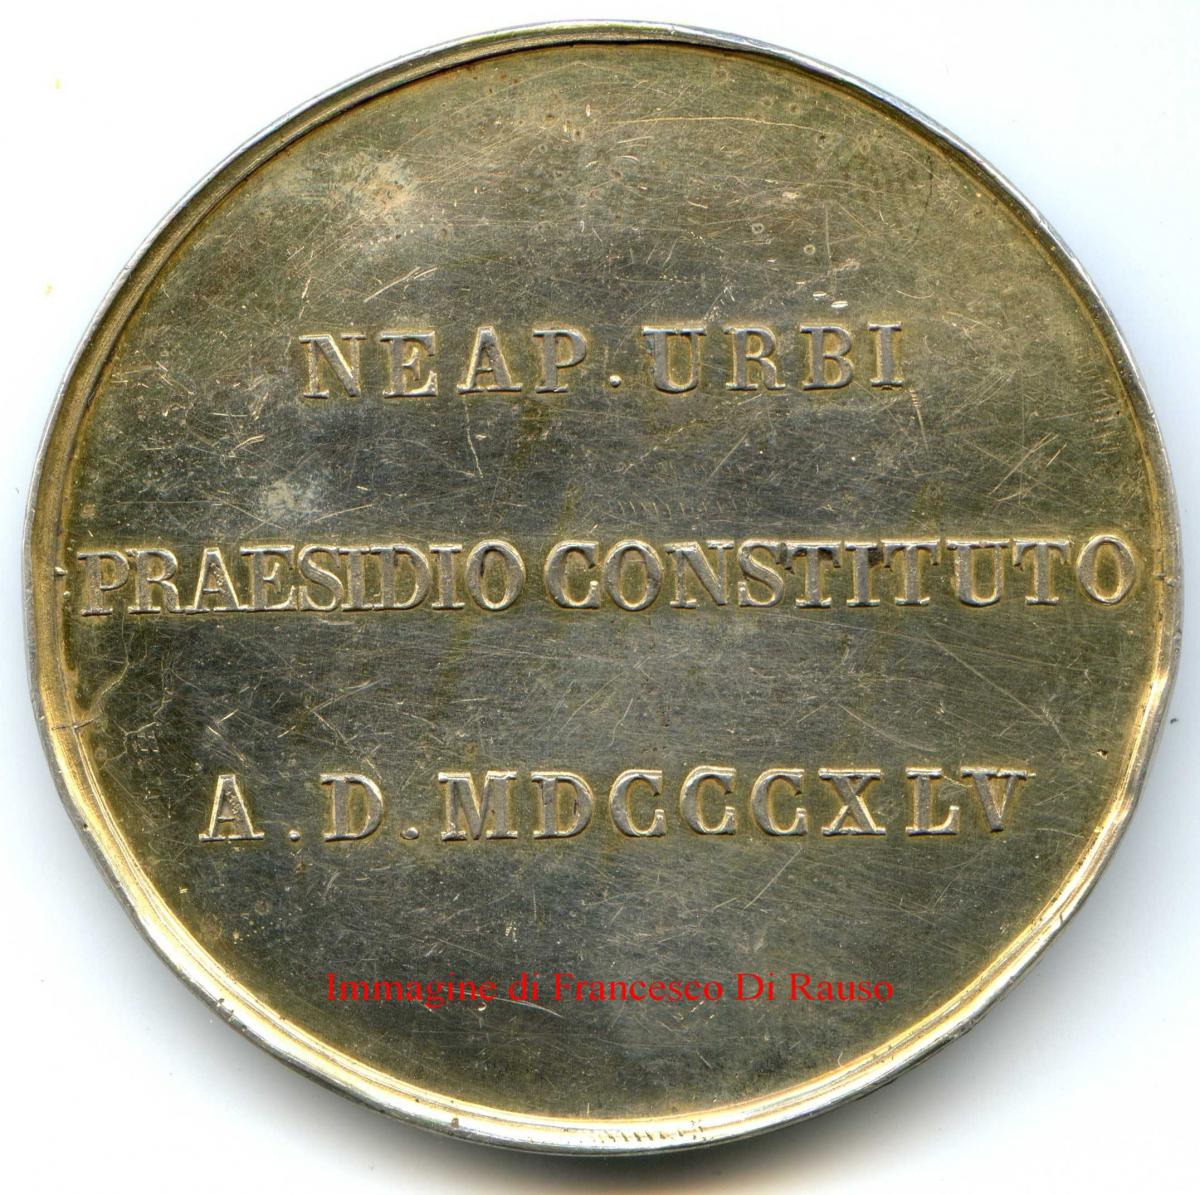 NEAP. URBI
PRAESIDIO CONSTITUTO
A.D.MDCCCXLV
Immagine di Francesco Di Rauso